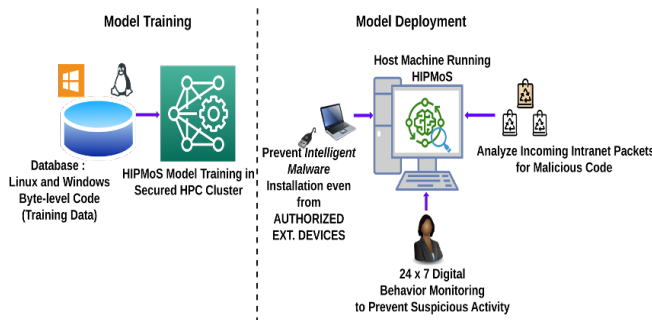 Model Training
Database :
Linux and Windows
Byte-level Code
(Training Data)
HIPMoS Model Training in
Secured HPC Cluster
Model Deployment
Host Machine Running
HIPMoS
Prevent Intelligent
Malware
Installation even
from
AUTHORIZED
EXT. DEVICES
Analyze Incoming Intranet Packets
for Malicious Code
24 x 7 Digital
Behavior Monitoring
to Prevent Suspicious Activity